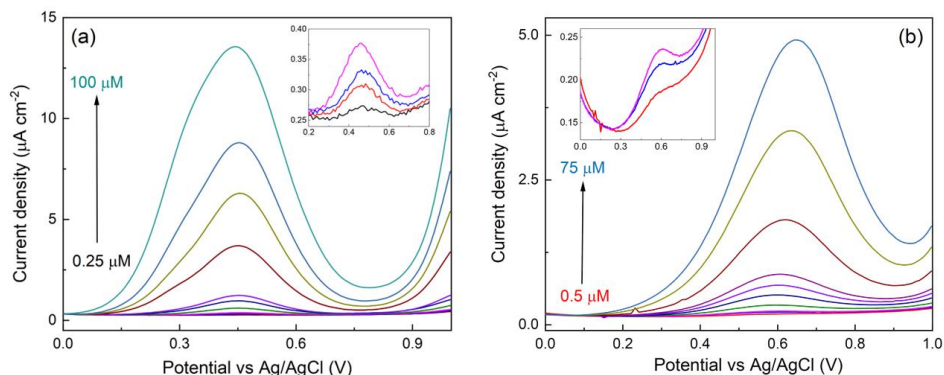 (a)
Current density (µA cm⁻²)
15
10
5
0
0.0 0.3 0.6 0.9
Potential vs Ag/AgCl (V)
100 µM
0.25 µM
0.40
0.35
0.30
0.25
0.2 0.4 0.6 0.8
(b)
Current density (µA cm⁻²)
5.0
2.5
0.0
0.0 0.2 0.4 0.6 0.8 1.0
Potential vs Ag/AgCl (V)
75 µM
0.5 µM
0.25
0.20
0.15
0.0 0.3 0.6 0.9